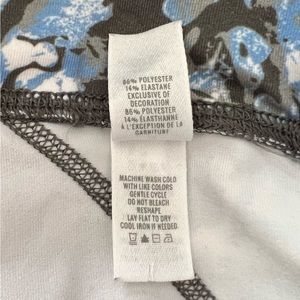 86% POLYESTER
14% ELASTANE
EXCLUSIVE OF
DECORATION
86% POLYESTER
14% ÉLASTHANNE
À L'EXCEPTION DE LA
GARNITURE
MACHINE WASH COLD
WITH LIKE COLORS
GENTLE CYCLE
DO NOT BLEACH
RESHAPE
LAY FLAT TO DRY
COOL IRON IF NEEDED